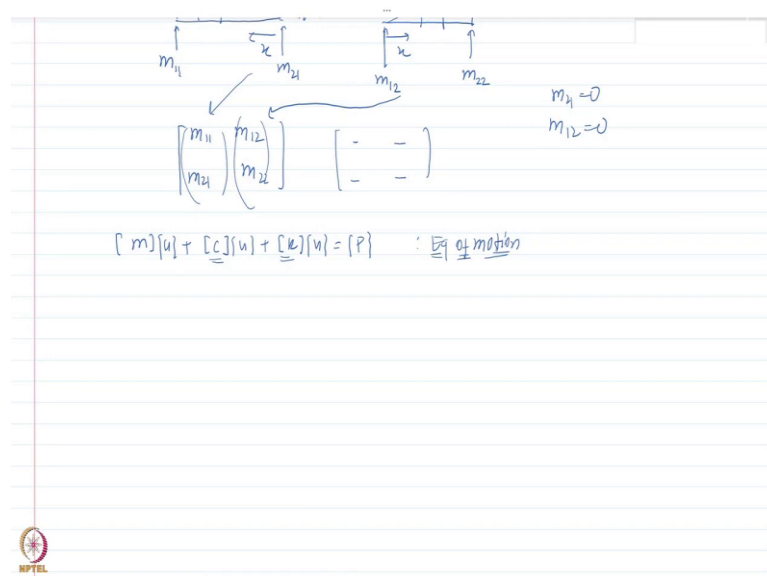 x x
m11 m21 m12 m22
m21=0
m12=0
[m11 m12
m21 m22] [- -
- -]
[m]{u} + [c]{u} + [k]{u} = {P} : Eq of motion
NPTEL